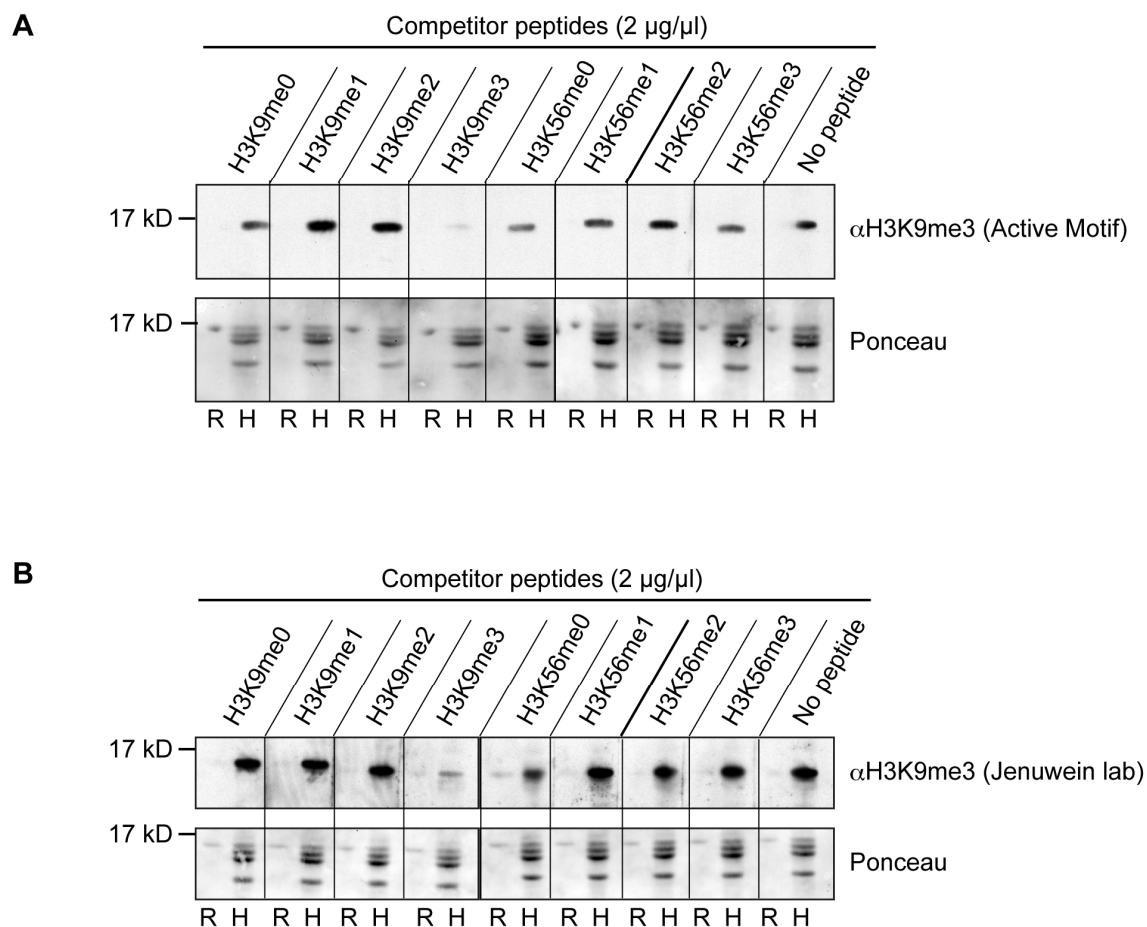 A
Competitor peptides (2 µg/µl)
H3K9me0 H3K9me1 H3K9me2 H3K9me3 H3K56me0 H3K56me1 H3K56me2 H3K56me3 No peptide
17 kD
αH3K9me3 (Active Motif)
17 kD
Ponceau
R H R H R H R H R H R H R H R H R H
B
Competitor peptides (2 µg/µl)
H3K9me0 H3K9me1 H3K9me2 H3K9me3 H3K56me0 H3K56me1 H3K56me2 H3K56me3 No peptide
17 kD
αH3K9me3 (Jenuwein lab)
17 kD
Ponceau
R H R H R H R H R H R H R H R H R H